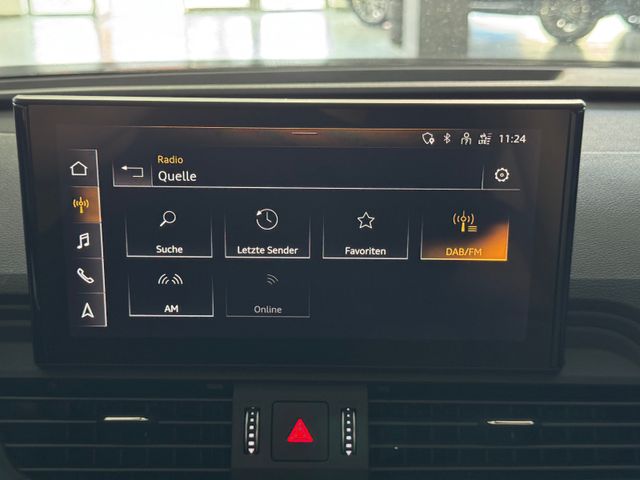 11:24
Radio
Quelle
Suche
Letzte Sender
Favoriten
DAB/FM
AM
Online